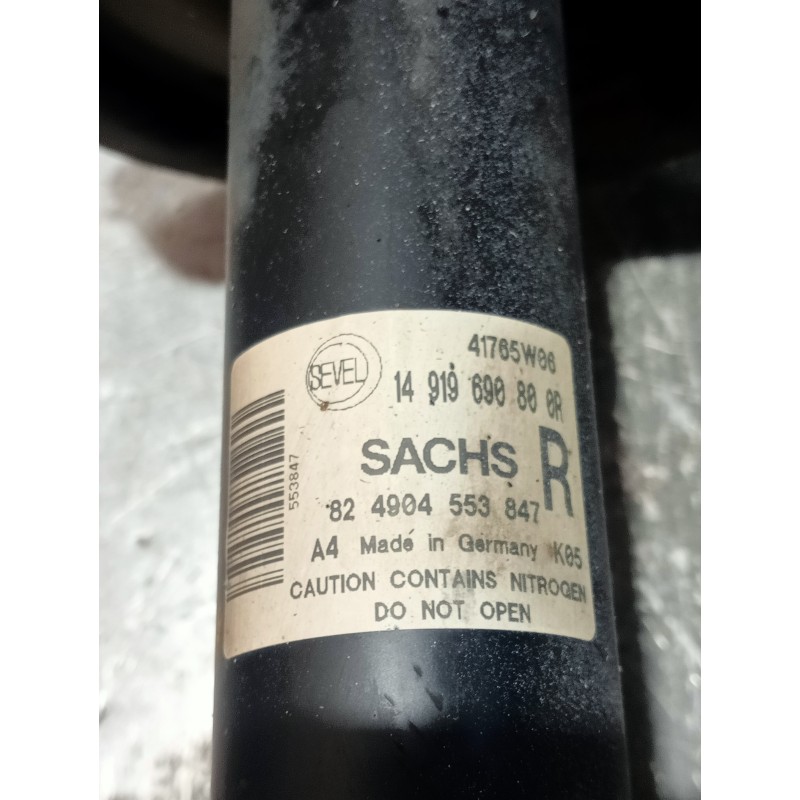 41765W06
SEVEL
14 919 690 80 0R
SACHS R
82 4904 553 847
A4 Made in Germany K05
CAUTION CONTAINS NITROGEN
DO NOT OPEN
553847